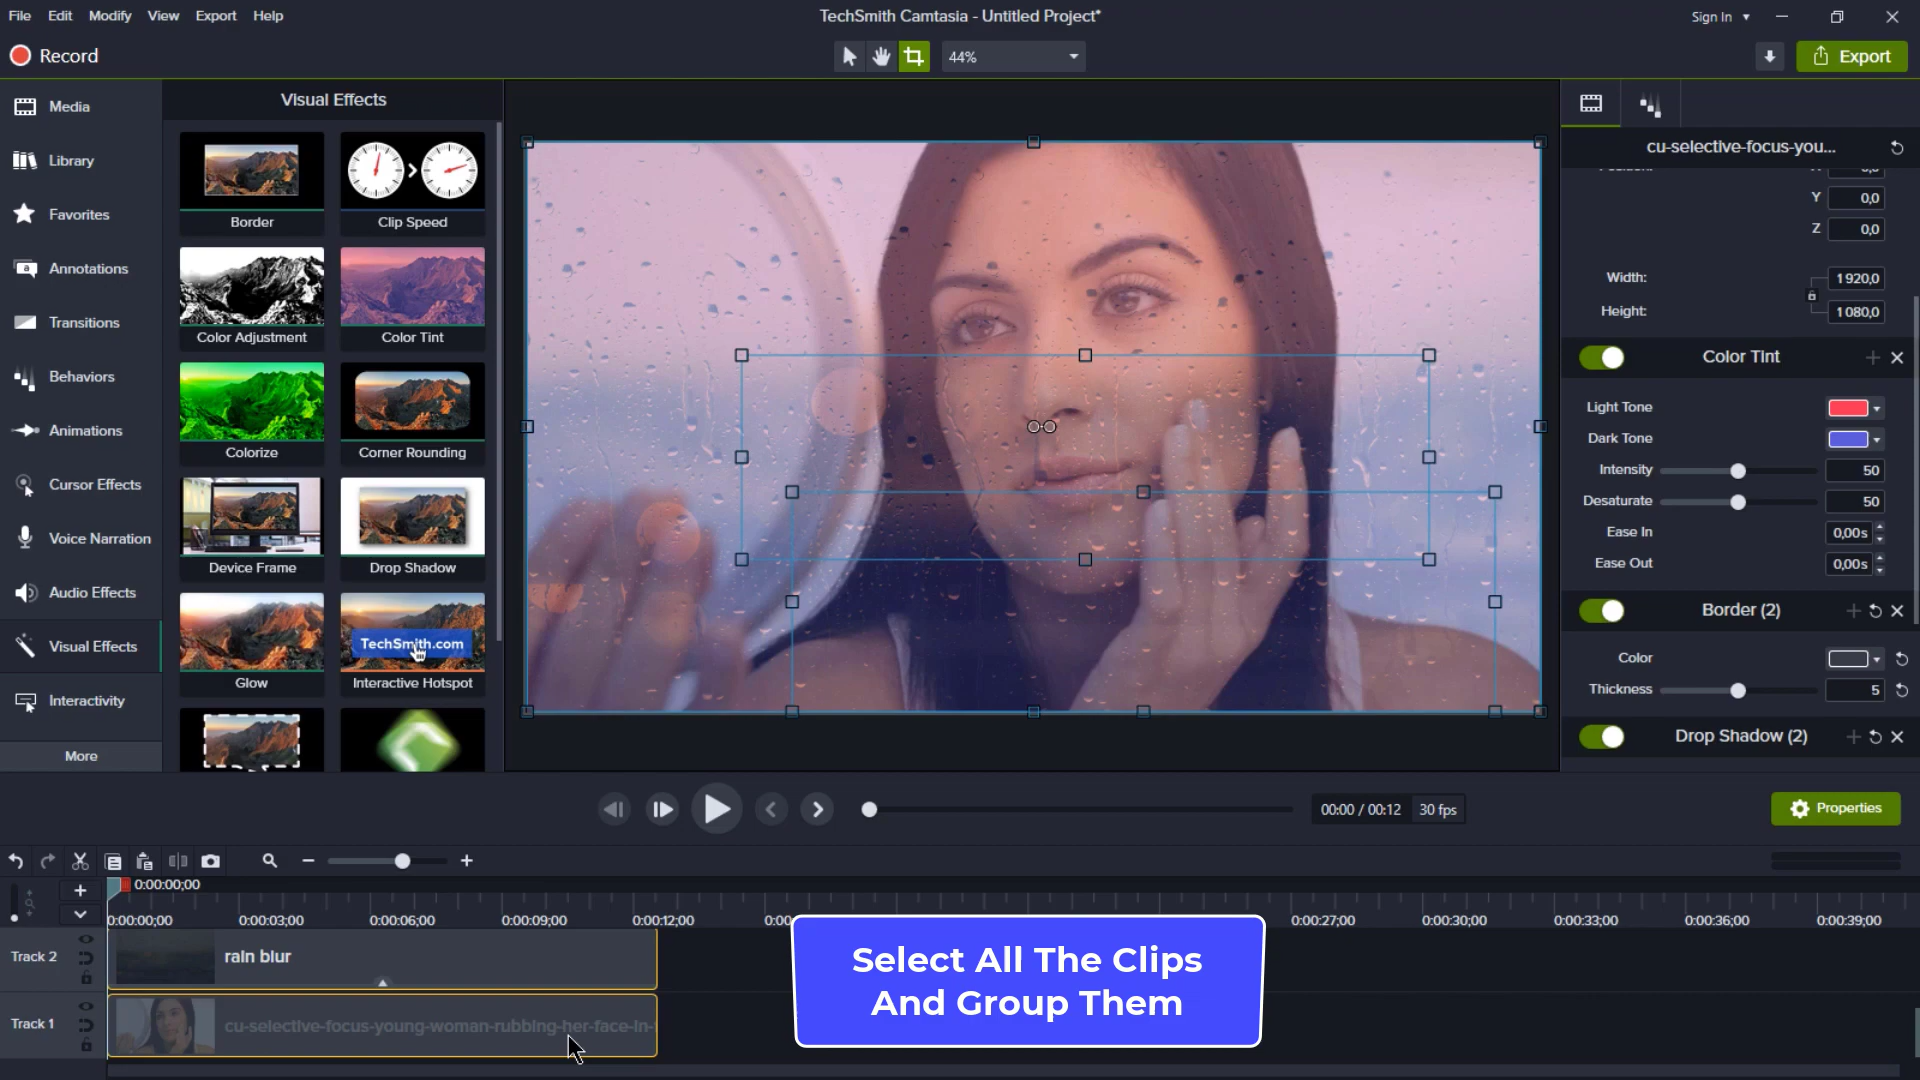 File Edit Modify View Export Help
TechSmith Camtasia - Untitled Project*
Sign In
Record
44%
Export
Media
Library
Favorites
Annotations
Transitions
Behaviors
Animations
Cursor Effects
Voice Narration
Audio Effects
Visual Effects
Interactivity
More
Visual Effects
Border
Clip Speed
Color Adjustment
Color Tint
Colorize
Corner Rounding
Device Frame
Drop Shadow
Glow
TechSmith.com
Interactive Hotspot
cu-selective-focus-you...
Y 0,0
Z 0,0
Width: 1920,0
Height: 1080,0
Color Tint
Light Tone
Dark Tone
Intensity 50
Desaturate 50
Ease In 0,00s
Ease Out 0,00s
Border (2)
Color
Thickness 5
Drop Shadow (2)
00:00 / 00:12 30 fps
Properties
0:00:00;00
0:00:00;00 0:00:03;00 0:00:06;00 0:00:09;00 0:00:12;00 0:00:27;00 0:00:30;00 0:00:33;00 0:00:36;00 0:00:39;00
Track 2
rain blur
Track 1
cu-selective-focus-young-woman-rubbing-her-face-in-
Select All The Clips
And Group Them